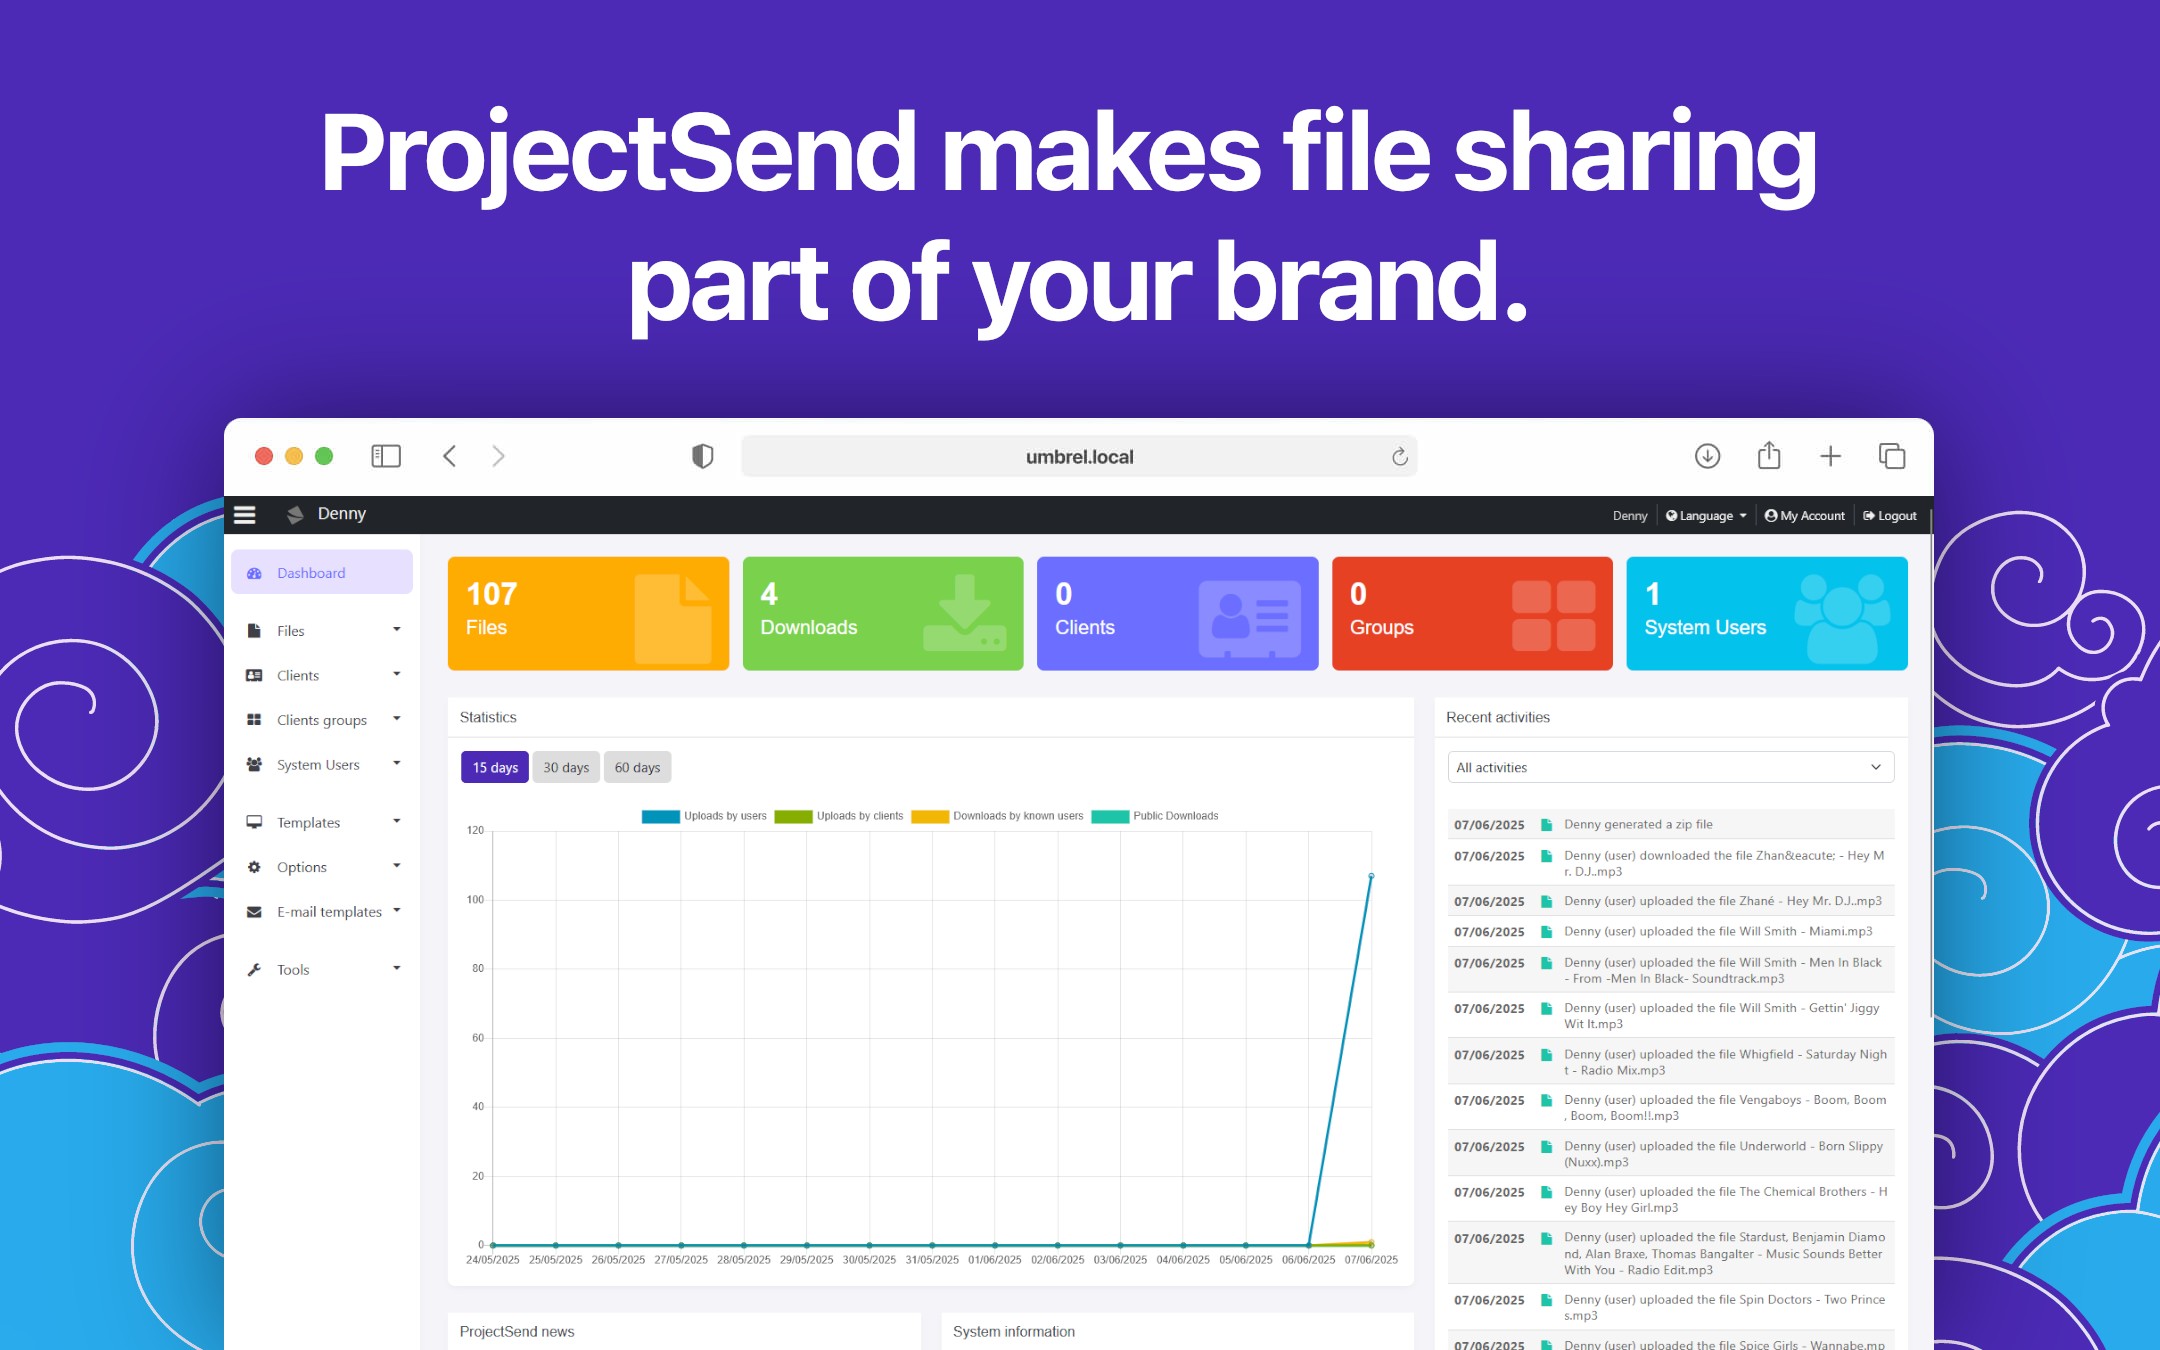 ProjectSend makes file sharing
part of your brand.
umbrel.local
Denny
Denny
Language
My Account
Logout
Dashboard
Files
Clients
Clients groups
System Users
Templates
Options
E-mail templates
Tools
107
Files
4
Downloads
0
Clients
0
Groups
1
System Users
Statistics
15 days
30 days
60 days
Uploads by users
Uploads by clients
Downloads by known users
Public Downloads
120
100
80
60
40
20
0
24/05/2025
25/05/2025
26/05/2025
27/05/2025
28/05/2025
29/05/2025
30/05/2025
31/05/2025
01/06/2025
02/06/2025
03/06/2025
04/06/2025
05/06/2025
06/06/2025
07/06/2025
ProjectSend news
System information
Recent activities
All activities
07/06/2025 Denny generated a zip file
07/06/2025 Denny (user) downloaded the file Zhan&eacute; - Hey M
r. D.J..mp3
07/06/2025 Denny (user) uploaded the file Zhané - Hey Mr. D.J..mp3
07/06/2025 Denny (user) uploaded the file Will Smith - Miami.mp3
07/06/2025 Denny (user) uploaded the file Will Smith - Men In Black
- From -Men In Black- Soundtrack.mp3
07/06/2025 Denny (user) uploaded the file Will Smith - Gettin' Jiggy
Wit It.mp3
07/06/2025 Denny (user) uploaded the file Whigfield - Saturday Nigh
t - Radio Mix.mp3
07/06/2025 Denny (user) uploaded the file Vengaboys - Boom, Boom
, Boom, Boom!!.mp3
07/06/2025 Denny (user) uploaded the file Underworld - Born Slippy
(Nuxx).mp3
07/06/2025 Denny (user) uploaded the file The Chemical Brothers - H
ey Boy Hey Girl.mp3
07/06/2025 Denny (user) uploaded the file Stardust, Benjamin Diamo
nd, Alan Braxe, Thomas Bangalter - Music Sounds Better
With You - Radio Edit.mp3
07/06/2025 Denny (user) uploaded the file Spin Doctors - Two Prince
s.mp3
07/06/2025 Denny (user) uploaded the file Spice Girls - Wannabe.mp